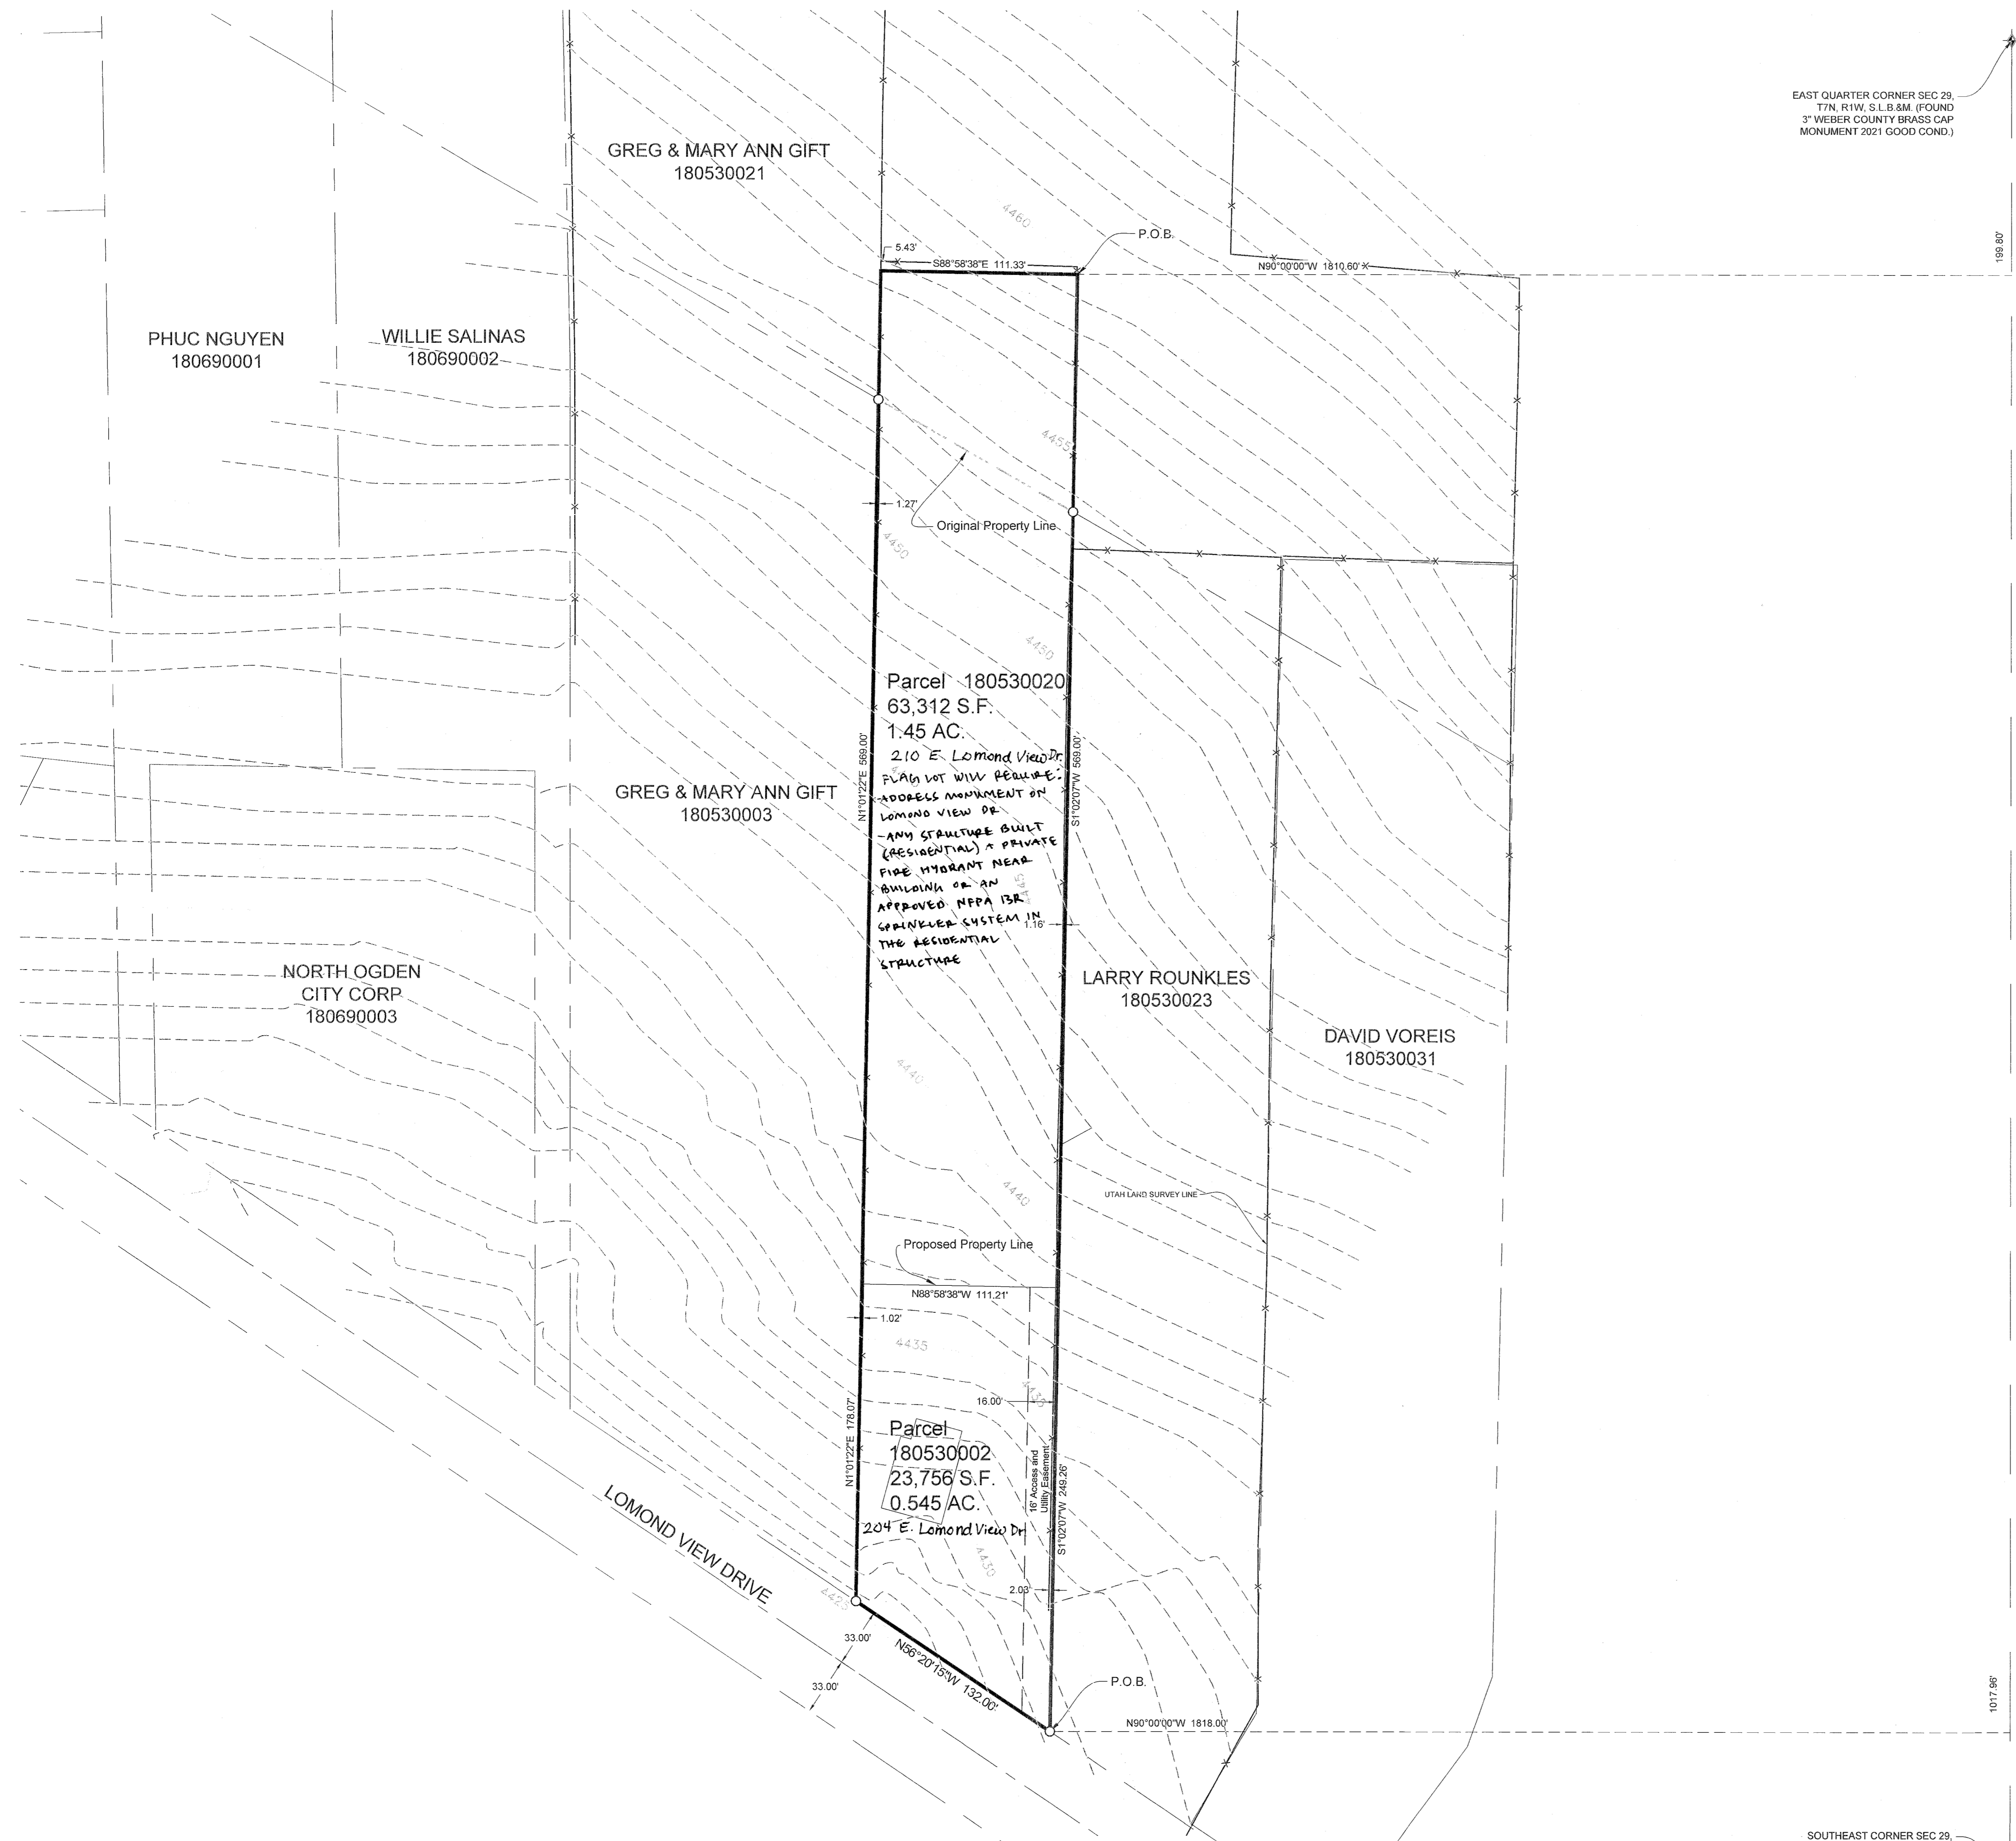 EAST QUARTER CORNER SEC 29,
T7N, R1W, S.L.B.&M. (FOUND
3" WEBER COUNTY BRASS CAP
MONUMENT 2021 GOOD COND.)
199.80'
GREG & MARY ANN GIFT
180530021
4460
P.O.B.
5.43'
S88°58'38"E 111.33'
N90°00'00"W 1810.60'
PHUC NGUYEN
180690001
WILLIE SALINAS
180690002
4455
1.27'
Original Property Line
4450
4450
Parcel 180530020
63,312 S.F.
1.45 AC.
210 E. Lomond View Dr.
FLAG LOT WILL REQUIRE:
-ADDRESS MONUMENT ON
LOMOND VIEW DR
-ANY STRUCTURE BUILT
(RESIDENTIAL) A PRIVATE
FIRE HYDRANT NEAR
BUILDING OR AN
APPROVED NFPA 13R
SPRINKLER SYSTEM IN
THE RESIDENTIAL
STRUCTURE
N1°01'22"E 569.00'
S1°02'07"W 569.00'
GREG & MARY ANN GIFT
180530003
4445
1.16'
NORTH OGDEN
CITY CORP
180690003
LARRY ROUNKLES
180530023
DAVID VOREIS
180530031
4440
4440
UTAH LAND SURVEY LINE
Proposed Property Line
N88°58'38"W 111.21'
1.02'
4435
16.00'
N1°01'22"E 178.07'
Parcel
180530002
23,756 S.F.
0.545 AC.
204 E. Lomond View Dr
16' Access and
Utility Easement
S1°02'07"W 249.26'
4430
2.03'
4425
LOMOND VIEW DRIVE
33.00'
33.00'
N56°20'15"W 132.00'
P.O.B.
N90°00'00"W 1818.00'
1017.96'
SOUTHEAST CORNER SEC 29,